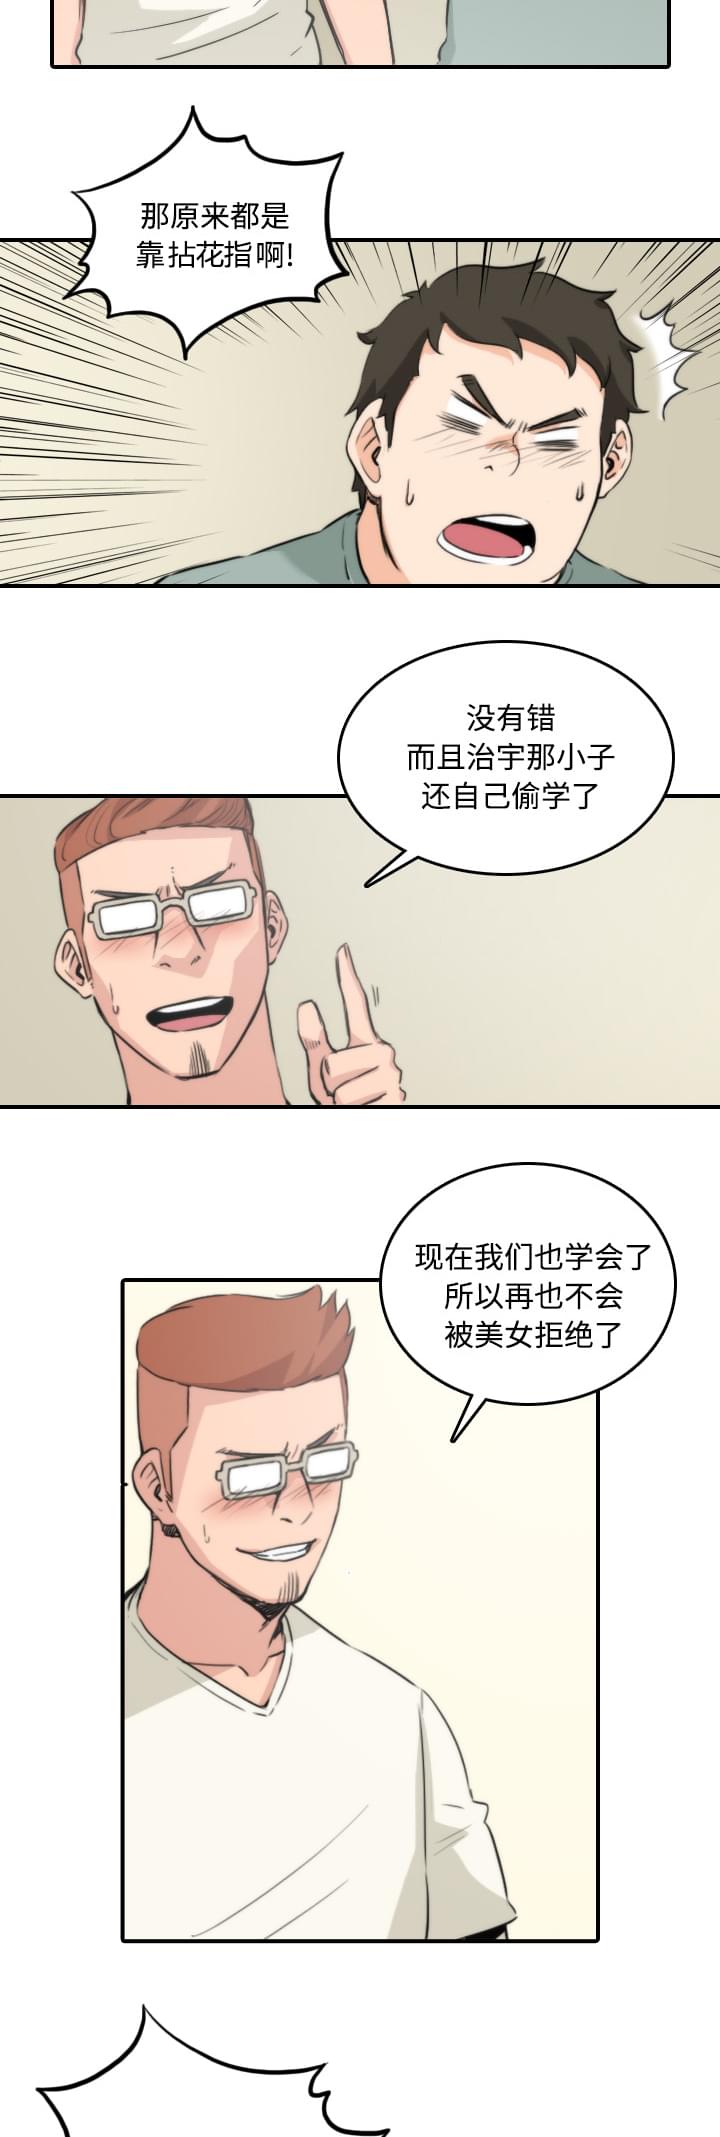 那原来都是
靠拈花指啊!
没有错
而且治宇那小子
还自己偷学了
现在我们也学会了
所以再也不会
被美女拒绝了